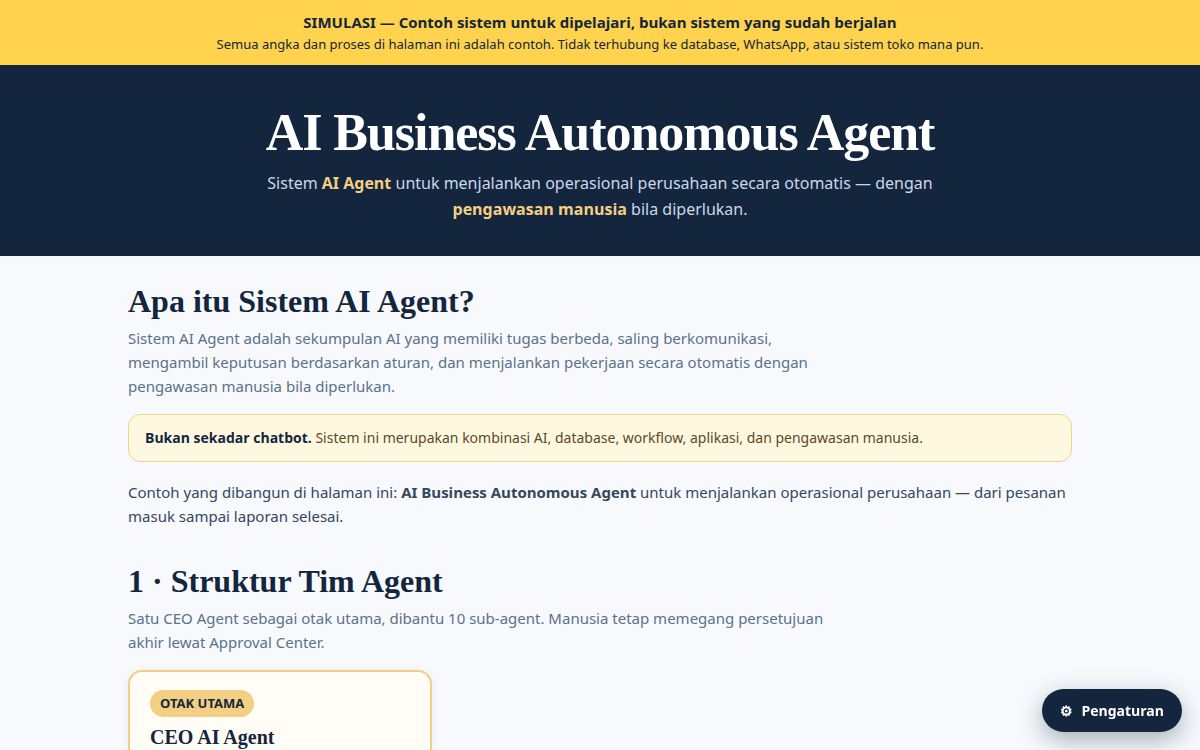 SIMULASI — Contoh sistem untuk dipelajari, bukan sistem yang sudah berjalan
Semua angka dan proses di halaman ini adalah contoh. Tidak terhubung ke database, WhatsApp, atau sistem toko mana pun.
AI Business Autonomous Agent
Sistem AI Agent untuk menjalankan operasional perusahaan secara otomatis — dengan
pengawasan manusia bila diperlukan.
Apa itu Sistem AI Agent?
Sistem AI Agent adalah sekumpulan AI yang memiliki tugas berbeda, saling berkomunikasi,
mengambil keputusan berdasarkan aturan, dan menjalankan pekerjaan secara otomatis dengan
pengawasan manusia bila diperlukan.
Bukan sekadar chatbot. Sistem ini merupakan kombinasi AI, database, workflow, aplikasi, dan pengawasan manusia.
Contoh yang dibangun di halaman ini: AI Business Autonomous Agent untuk menjalankan operasional perusahaan — dari pesanan
masuk sampai laporan selesai.
1 · Struktur Tim Agent
Satu CEO Agent sebagai otak utama, dibantu 10 sub-agent. Manusia tetap memegang persetujuan
akhir lewat Approval Center.
OTAK UTAMA
CEO AI Agent
⚙ Pengaturan